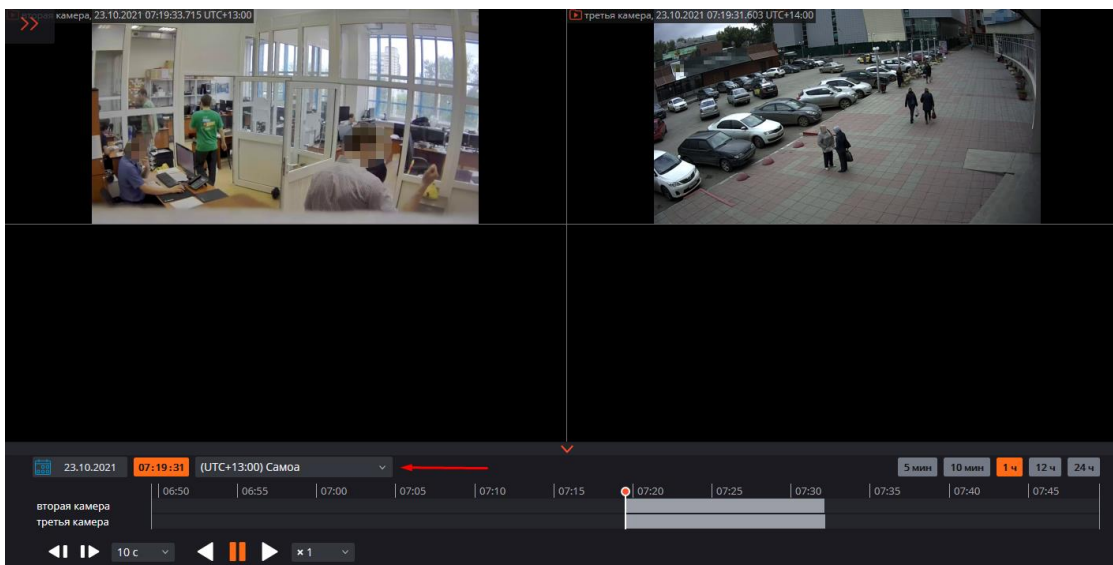 камера, 23.10.2021 07:19:33.715 UTC+13:00
третья камера, 23.10.2021 07:19:31.603 UTC+14:00
23.10.2021 07:19:31 (UTC+13:00) Самоа 5 мин 10 мин 1 ч 12 ч 24 ч
06:50 06:55 07:00 07:05 07:10 07:15 07:20 07:25 07:30 07:35 07:40 07:45
вторая камера
третья камера
10 с × 1